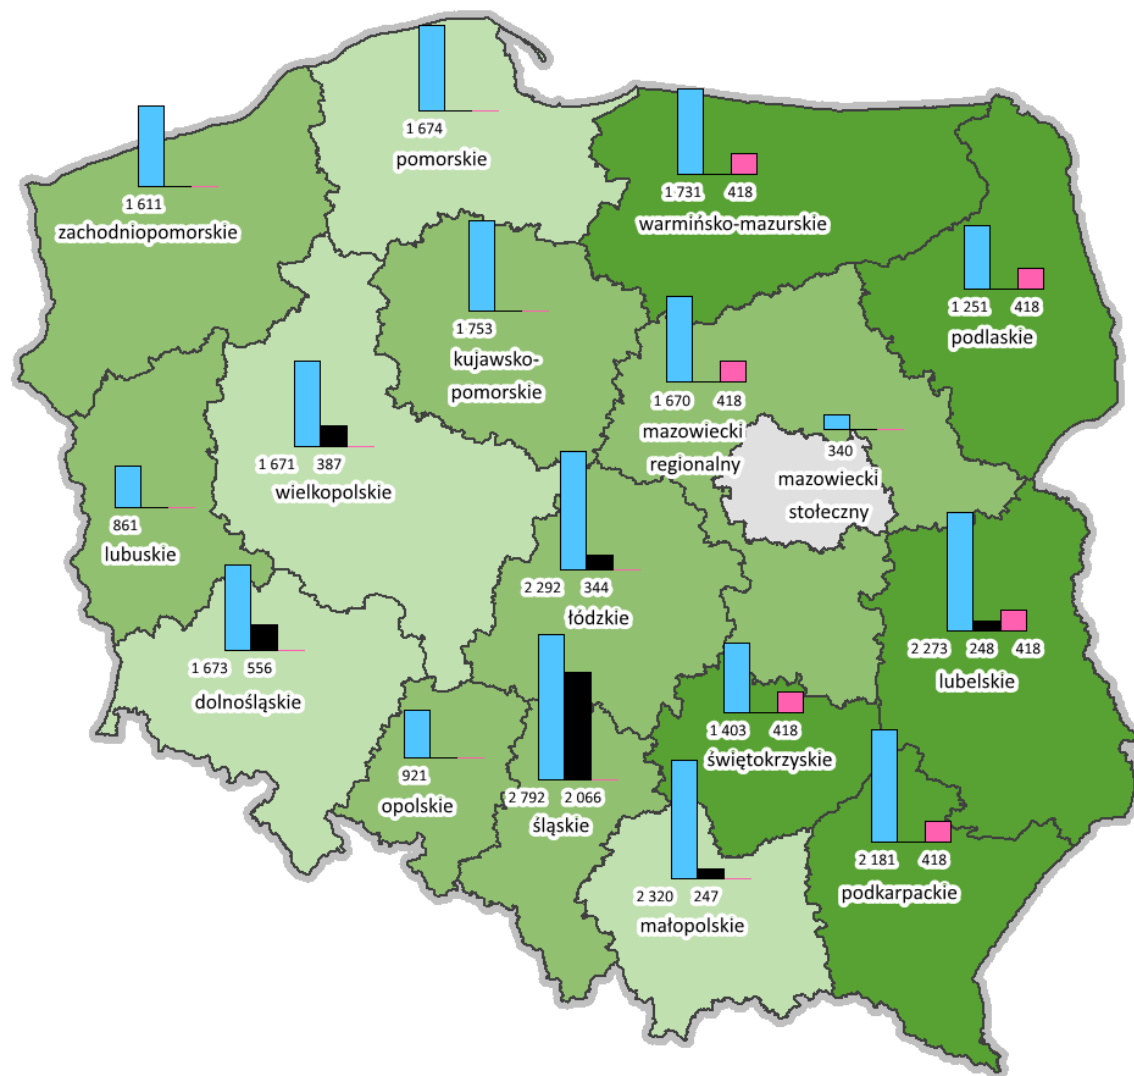 1 674
pomorskie
1 611
zachodniopomorskie
1 731 418
warmińsko-mazurskie
1 251 418
podlaskie
1 753
kujawsko-
pomorskie
1 670 418
mazowiecki
regionalny
340
mazowiecki
stołeczny
1 671 387
wielkopolskie
861
lubuskie
2 292 344
łódzkie
2 273 248 418
lubelskie
1 673 556
dolnośląskie
1 403 418
świętokrzyskie
921
opolskie
2 792 2 066
śląskie
2 181 418
podkarpackie
2 320 247
małopolskie